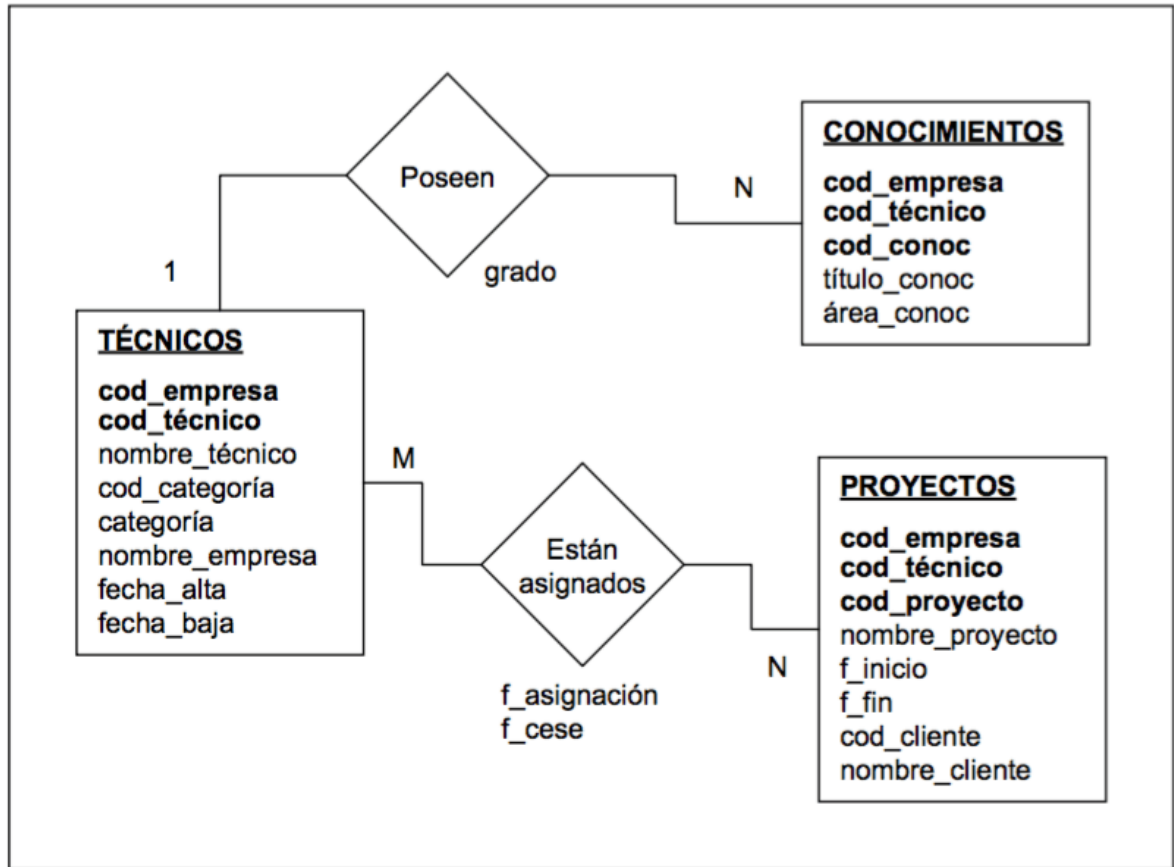 Poseen
grado
1
N
CONOCIMIENTOS
cod_empresa
cod_técnico
cod_conoc
título_conoc
área_conoc
TÉCNICOS
cod_empresa
cod_técnico
nombre_técnico
cod_categoría
categoría
nombre_empresa
fecha_alta
fecha_baja
M
Están
asignados
f_asignación
f_cese
N
PROYECTOS
cod_empresa
cod_técnico
cod_proyecto
nombre_proyecto
f_inicio
f_fin
cod_cliente
nombre_cliente